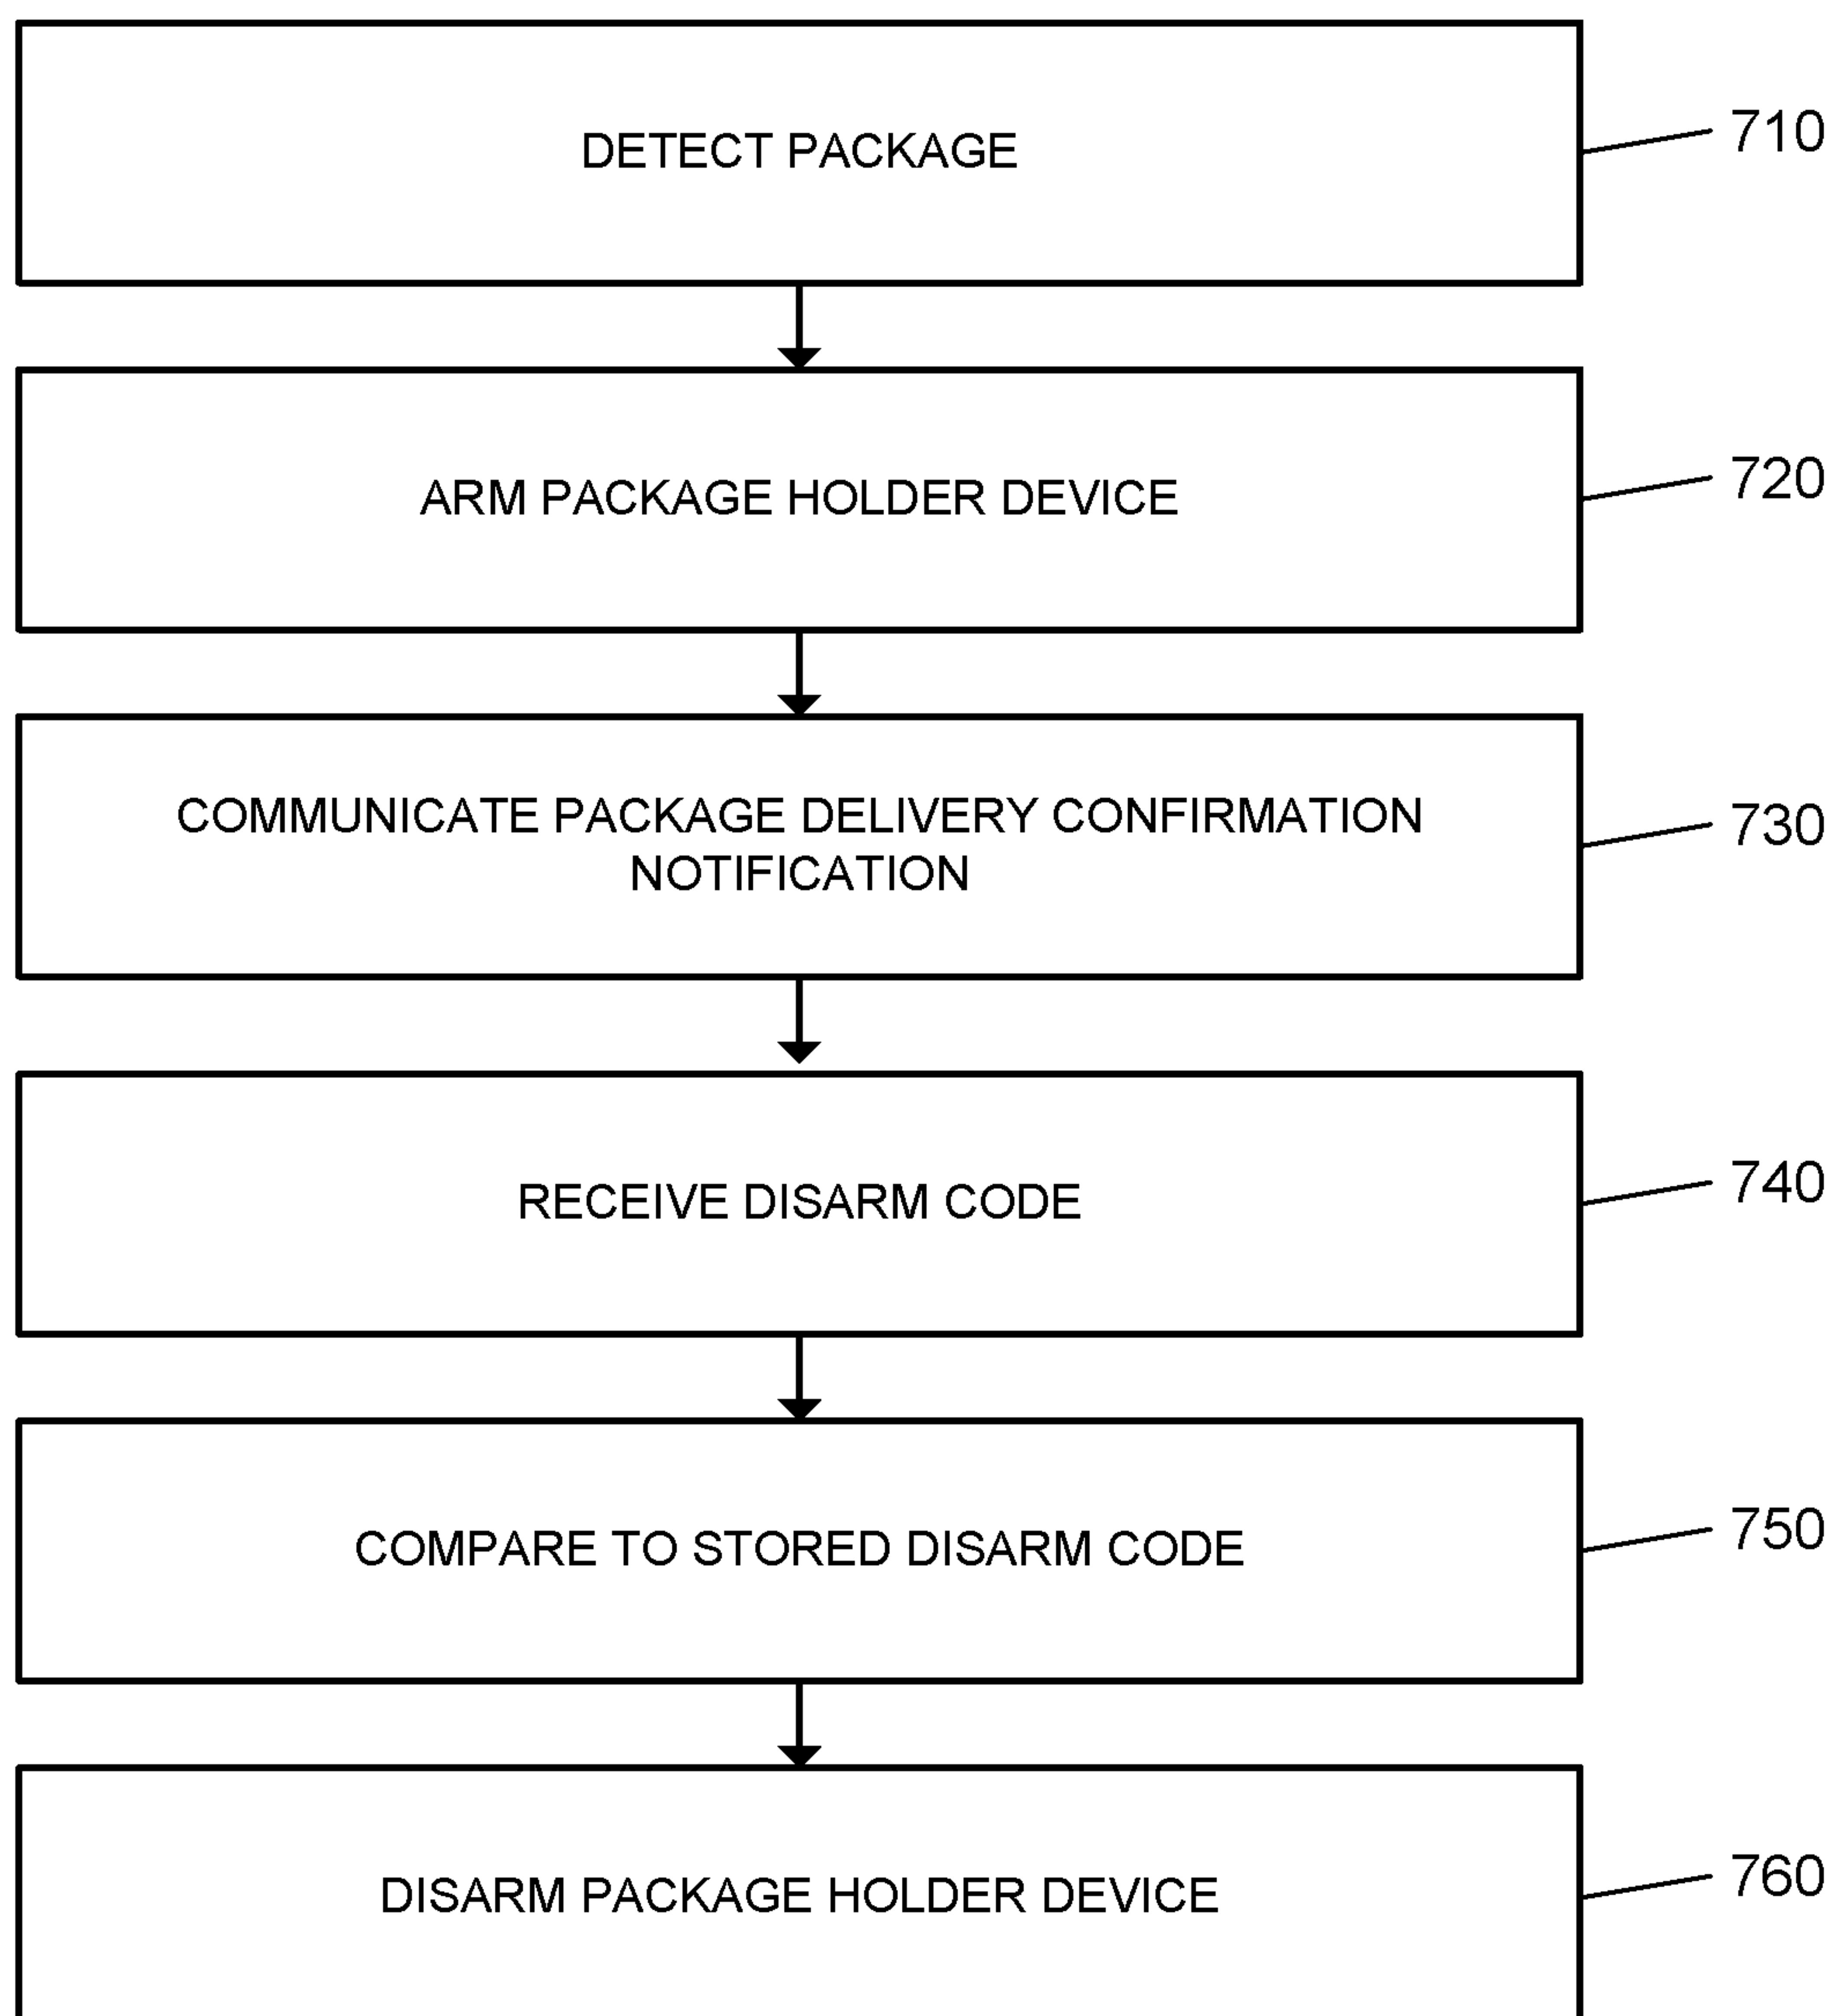 DETECT PACKAGE
710
ARM PACKAGE HOLDER DEVICE
720
COMMUNICATE PACKAGE DELIVERY CONFIRMATION
NOTIFICATION
730
RECEIVE DISARM CODE
740
COMPARE TO STORED DISARM CODE
750
DISARM PACKAGE HOLDER DEVICE
760